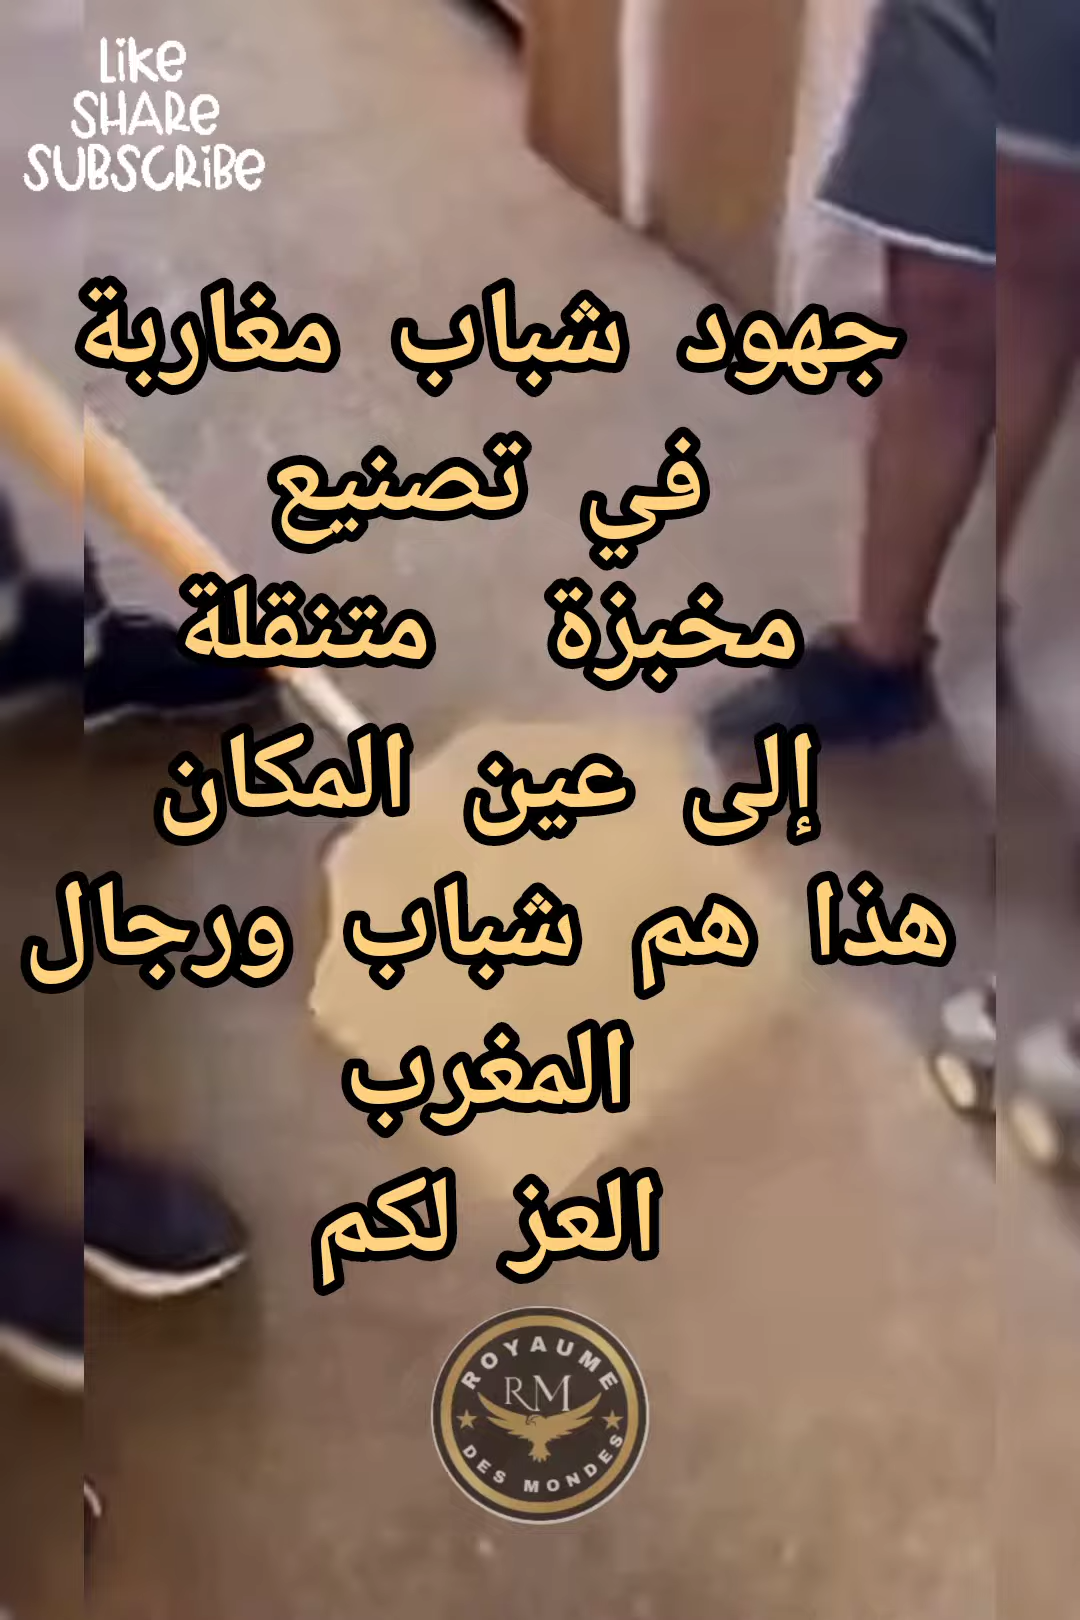 Like
SHARe
SUBSCRiBe
جهود شباب مغاربة
في تصنيع
مخبزة متنقلة
إلى عين المكان
هذا هم شباب ورجال
المغرب
العز لكم
ROYAUME
RM
DES MONDES